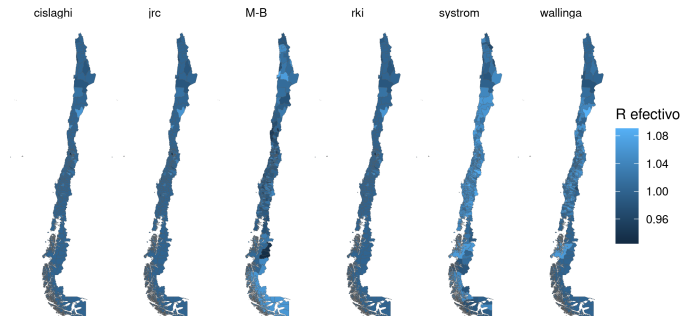 cislaghi
jrc
M-B
rki
systrom
wallinga
R efectivo
1.08
1.04
1.00
0.96